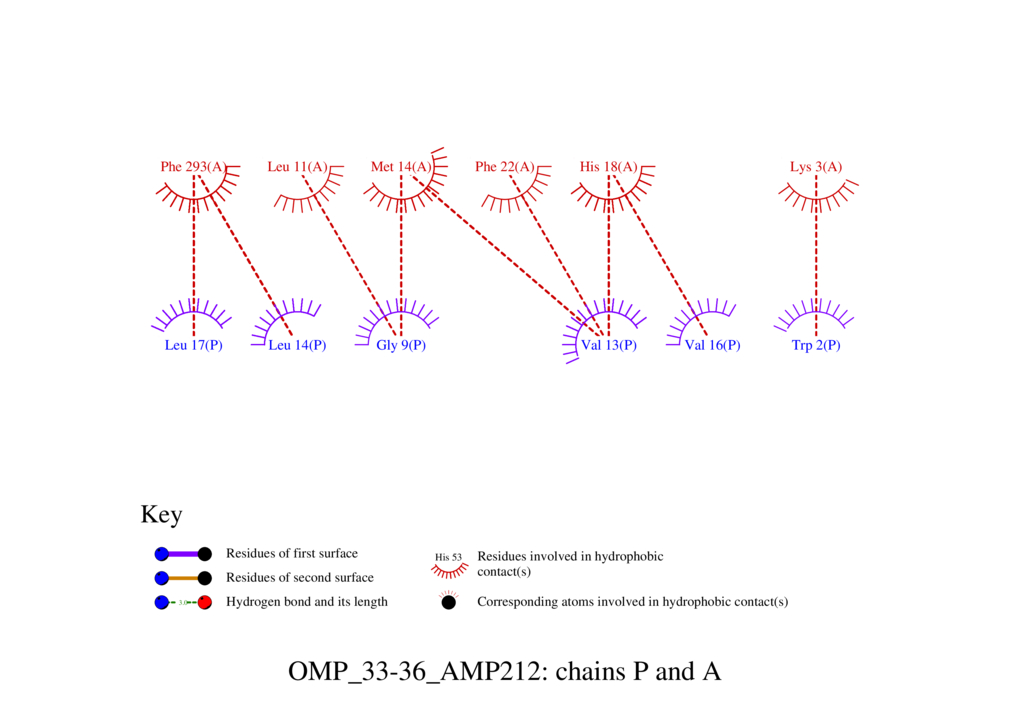 Phe 293(A) Leu 11(A) Met 14(A) Phe 22(A) His 18(A) Lys 3(A)
Leu 17(P) Leu 14(P) Gly 9(P) Val 13(P) Val 16(P) Trp 2(P)
Key
Residues of first surface
Residues of second surface
3.0
Hydrogen bond and its length
His 53
Residues involved in hydrophobic
contact(s)
Corresponding atoms involved in hydrophobic contact(s)
OMP_33-36_AMP212: chains P and A